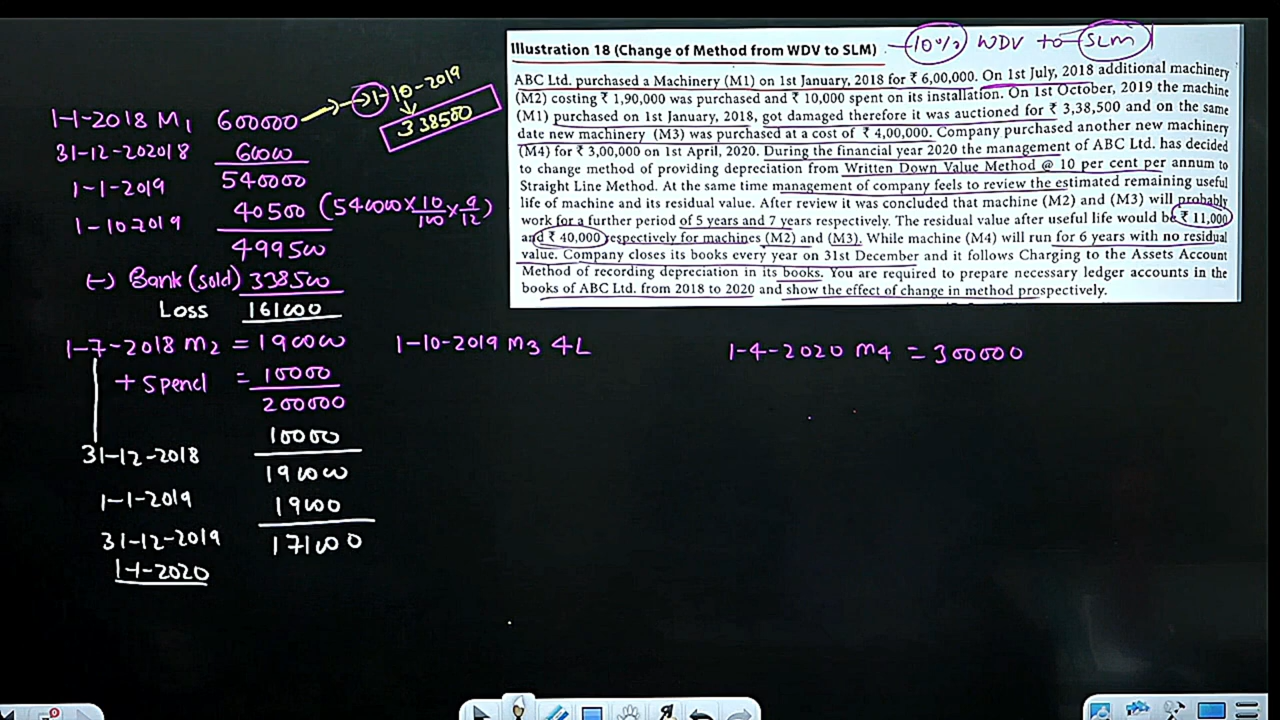 Illustration 18 (Change of Method from WDV to SLM) - 10% WDV to SLM
ABC Ltd. purchased a Machinery (M1) on 1st January, 2018 for ₹ 6,00,000. On 1st July, 2018 additional machinery
(M2) costing ₹ 1,90,000 was purchased and ₹ 10,000 spent on its installation. On 1st October, 2019 the machine
(M1) purchased on 1st January, 2018, got damaged therefore it was auctioned for ₹ 3,38,500 and on the same
date new machinery (M3) was purchased at a cost of ₹ 4,00,000. Company purchased another new machinery
(M4) for ₹ 3,00,000 on 1st April, 2020. During the financial year 2020 the management of ABC Ltd. has decided
to change method of providing depreciation from Written Down Value Method @ 10 per cent per annum to
Straight Line Method. At the same time management of company feels to review the estimated remaining useful
life of machine and its residual value. After review it was concluded that machine (M2) and (M3) will probably
work for a further period of 5 years and 7 years respectively. The residual value after useful life would be ₹ 11,000
and ₹ 40,000 respectively for machines (M2) and (M3). While machine (M4) will run for 6 years with no residual
value. Company closes its books every year on 31st December and it follows Charging to the Assets Account
Method of recording depreciation in its books. You are required to prepare necessary ledger accounts in the
books of ABC Ltd. from 2018 to 2020 and show the effect of change in method prospectively.
1-1-2018 M1 600000 → 1-10-2019
338500
31-12-202018 60000
1-1-2019 540000
1-10-2019 40500 (540000 × 10/100 × 9/12)
499500
(-) Bank (sold) 338500
Loss 161000
1-7-2018 M2 = 190000
+ Spend = 10000
200000
10000
31-12-2018
190000
1-1-2019 19000
31-12-2019 171000
1-1-2020
1-10-2019 M3 4L
1-4-2020 M4 = 300000